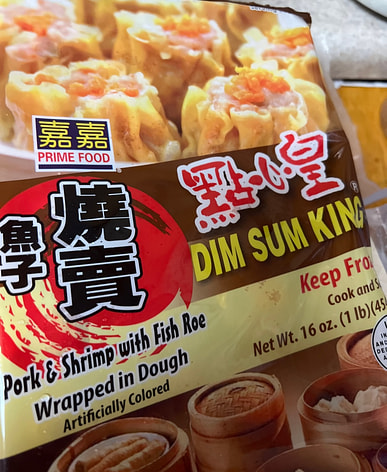 嘉嘉
PRIME FOOD
點心皇
®
DIM SUM KING
魚子
燒賣
Keep Fro
Cook and S
Net Wt. 16 oz. (1 lb)(45
Pork & Shrimp with Fish Roe
Wrapped in Dough
Artificially Colored